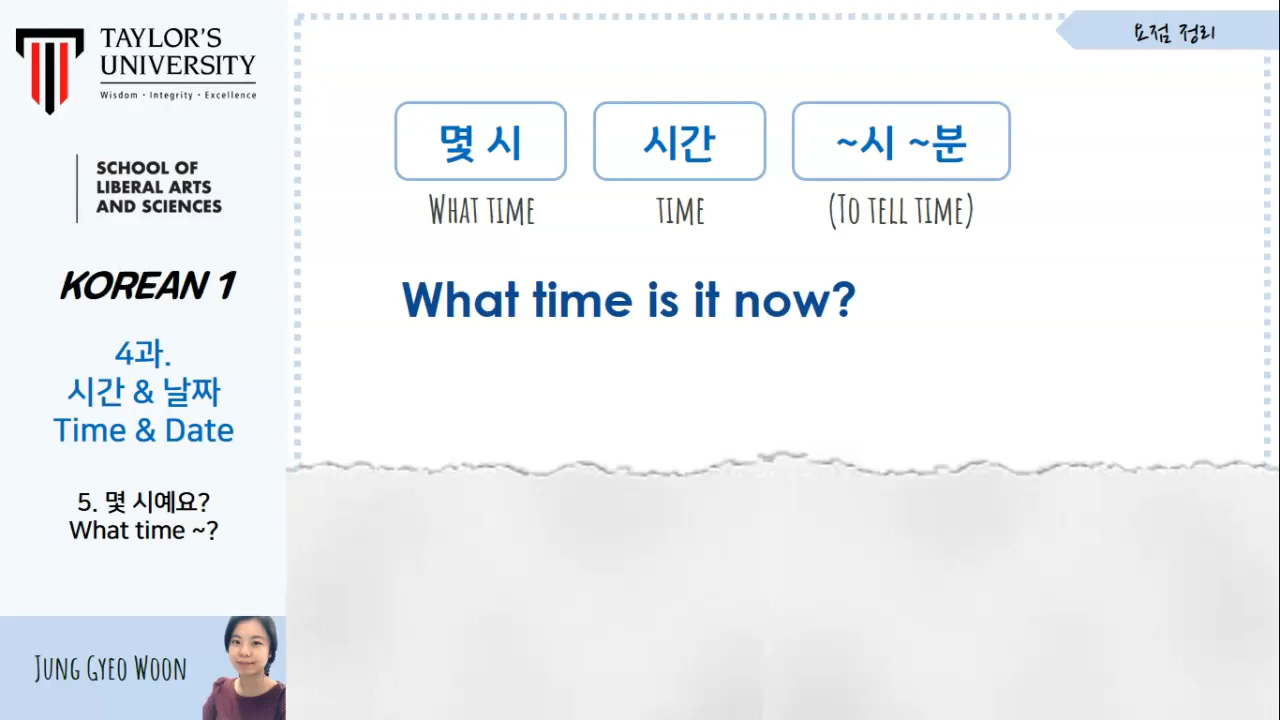 TAYLOR'S
UNIVERSITY
Wisdom · Integrity · Excellence
SCHOOL OF
LIBERAL ARTS
AND SCIENCES
KOREAN 1
4과.
시간 & 날짜
Time & Date
5. 몇 시예요?
What time ~?
JUNG GYEO WOON
요점 정리
몇 시 시간 ~시 ~분
WHAT TIME TIME (TO TELL TIME)
What time is it now?